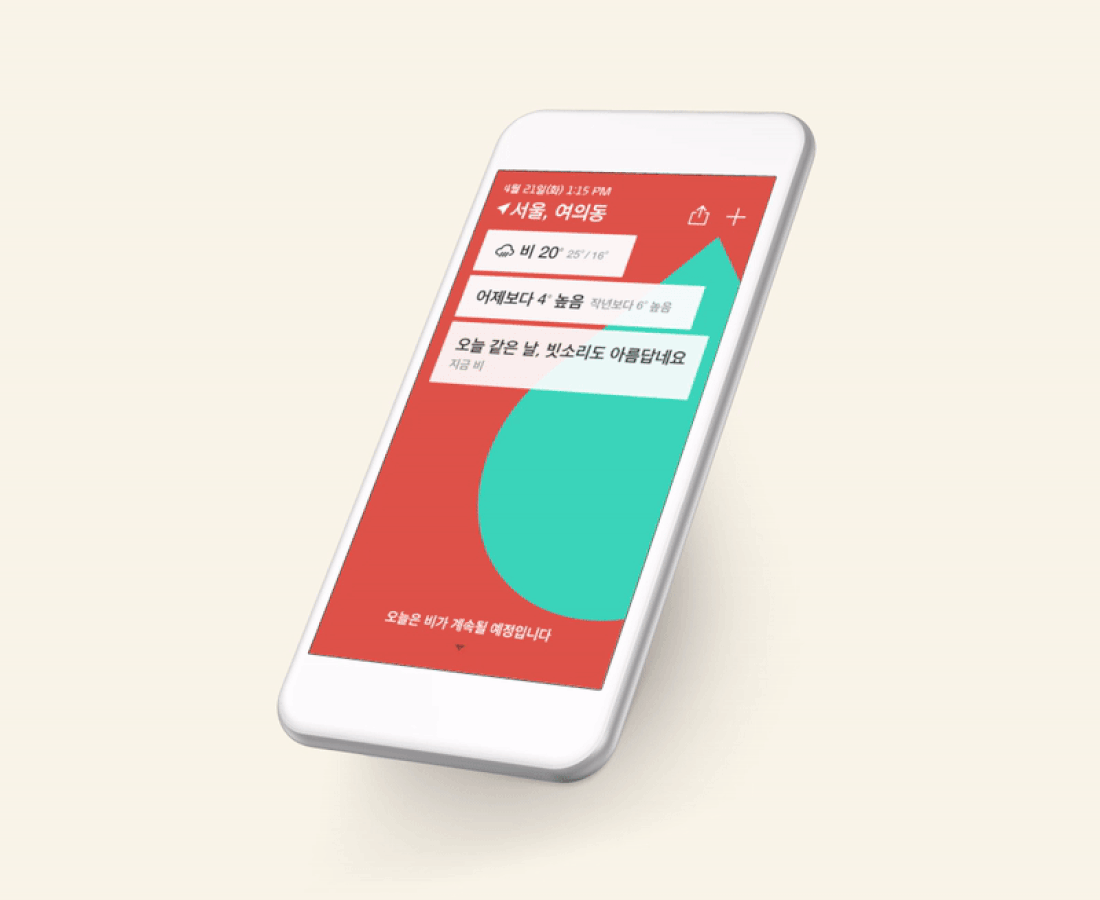 4월 21일(화) 1:15 PM
서울, 여의동
비 20° 25°/ 16°
어제보다 4° 높음 작년보다 6° 높음
오늘 같은 날, 빗소리도 아름답네요
지금 비
오늘은 비가 계속될 예정입니다